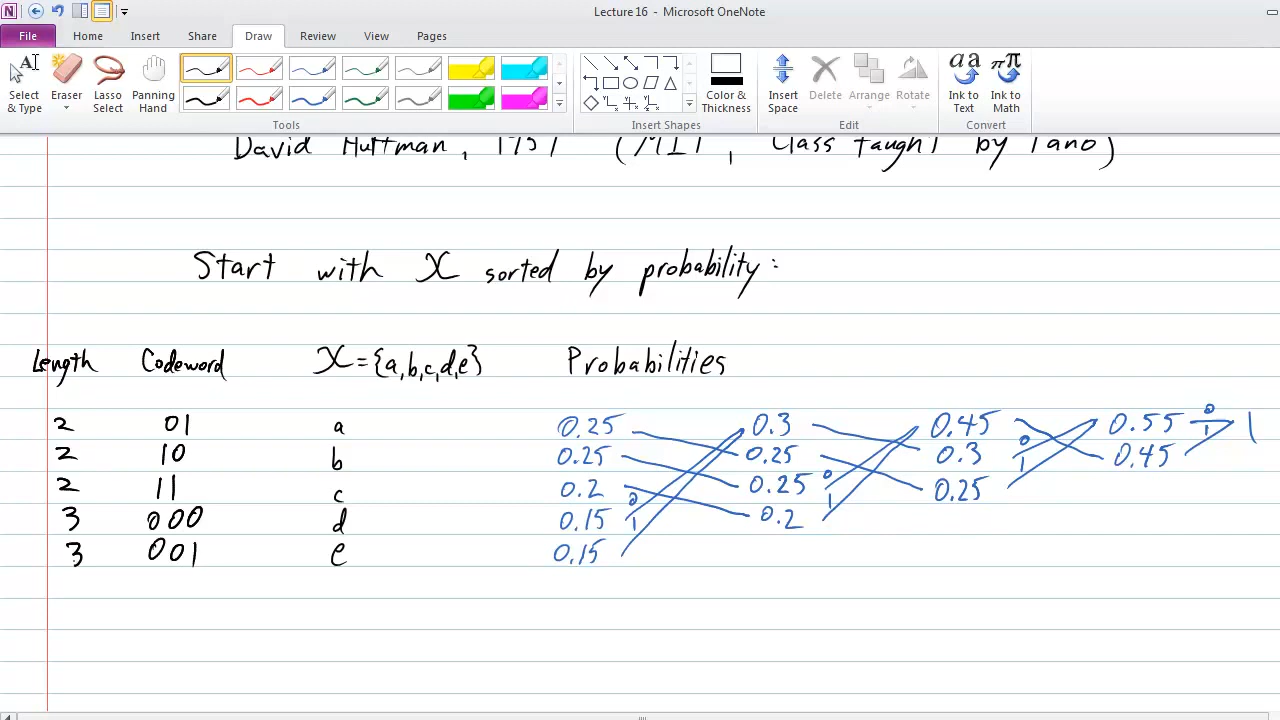 Lecture 16 - Microsoft OneNote
File Home Insert Share Draw Review View Pages
Select & Type
Eraser
Lasso Select
Panning Hand
Color & Thickness
Insert Space
Delete
Arrange
Rotate
Ink to Text
Ink to Math
Tools Insert Shapes Edit Convert
David Huffman, 1951 (MIT, Class taught by Fano)
Start with X sorted by probability:
Length Codeword X={a,b,c,d,e} Probabilities
2 01 a 0.25 0.3 0.45 0.55 0 1 1
2 10 b 0.25 0.25 0.3 0 1 0.45
2 11 c 0.2 0.25 0 1 0.25
3 000 d 0 1 0.15 0.2
3 001 e 0.15